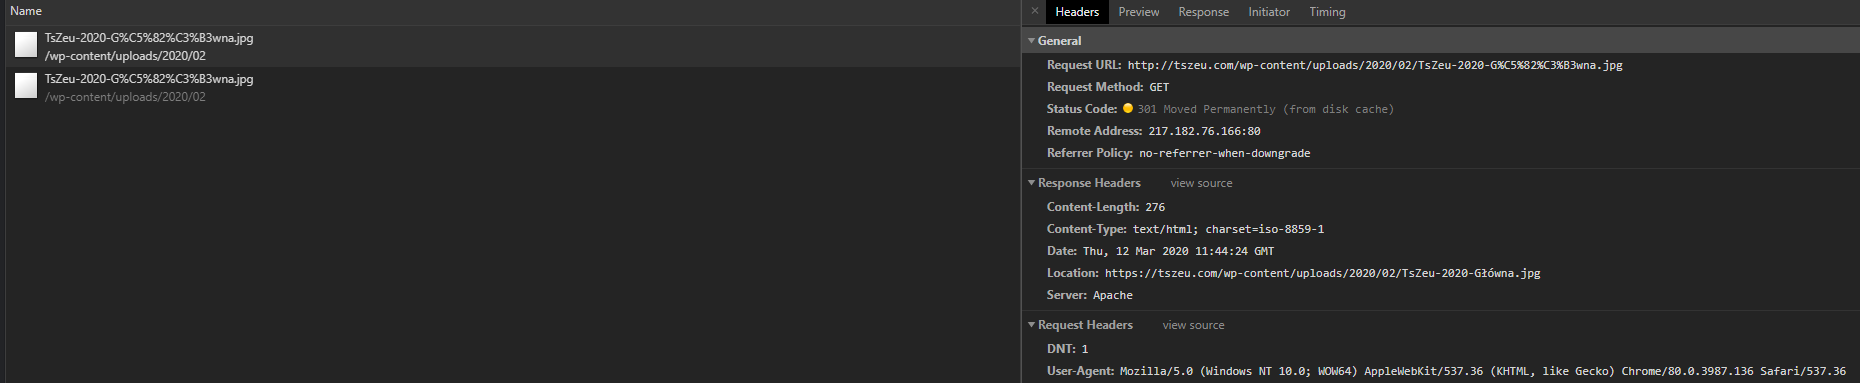 Name
TsZeu-2020-G%C5%82%C3%B3wna.jpg
/wp-content/uploads/2020/02
TsZeu-2020-G%C5%82%C3%B3wna.jpg
/wp-content/uploads/2020/02
× Headers Preview Response Initiator Timing
▼ General
Request URL: http://tszeu.com/wp-content/uploads/2020/02/TsZeu-2020-G%C5%82%C3%B3wna.jpg
Request Method: GET
Status Code: 301 Moved Permanently (from disk cache)
Remote Address: 217.182.76.166:80
Referrer Policy: no-referrer-when-downgrade
▼ Response Headers view source
Content-Length: 276
Content-Type: text/html; charset=iso-8859-1
Date: Thu, 12 Mar 2020 11:44:24 GMT
Location: https://tszeu.com/wp-content/uploads/2020/02/TsZeu-2020-Główna.jpg
Server: Apache
▼ Request Headers view source
DNT: 1
User-Agent: Mozilla/5.0 (Windows NT 10.0; WOW64) AppleWebKit/537.36 (KHTML, like Gecko) Chrome/80.0.3987.136 Safari/537.36